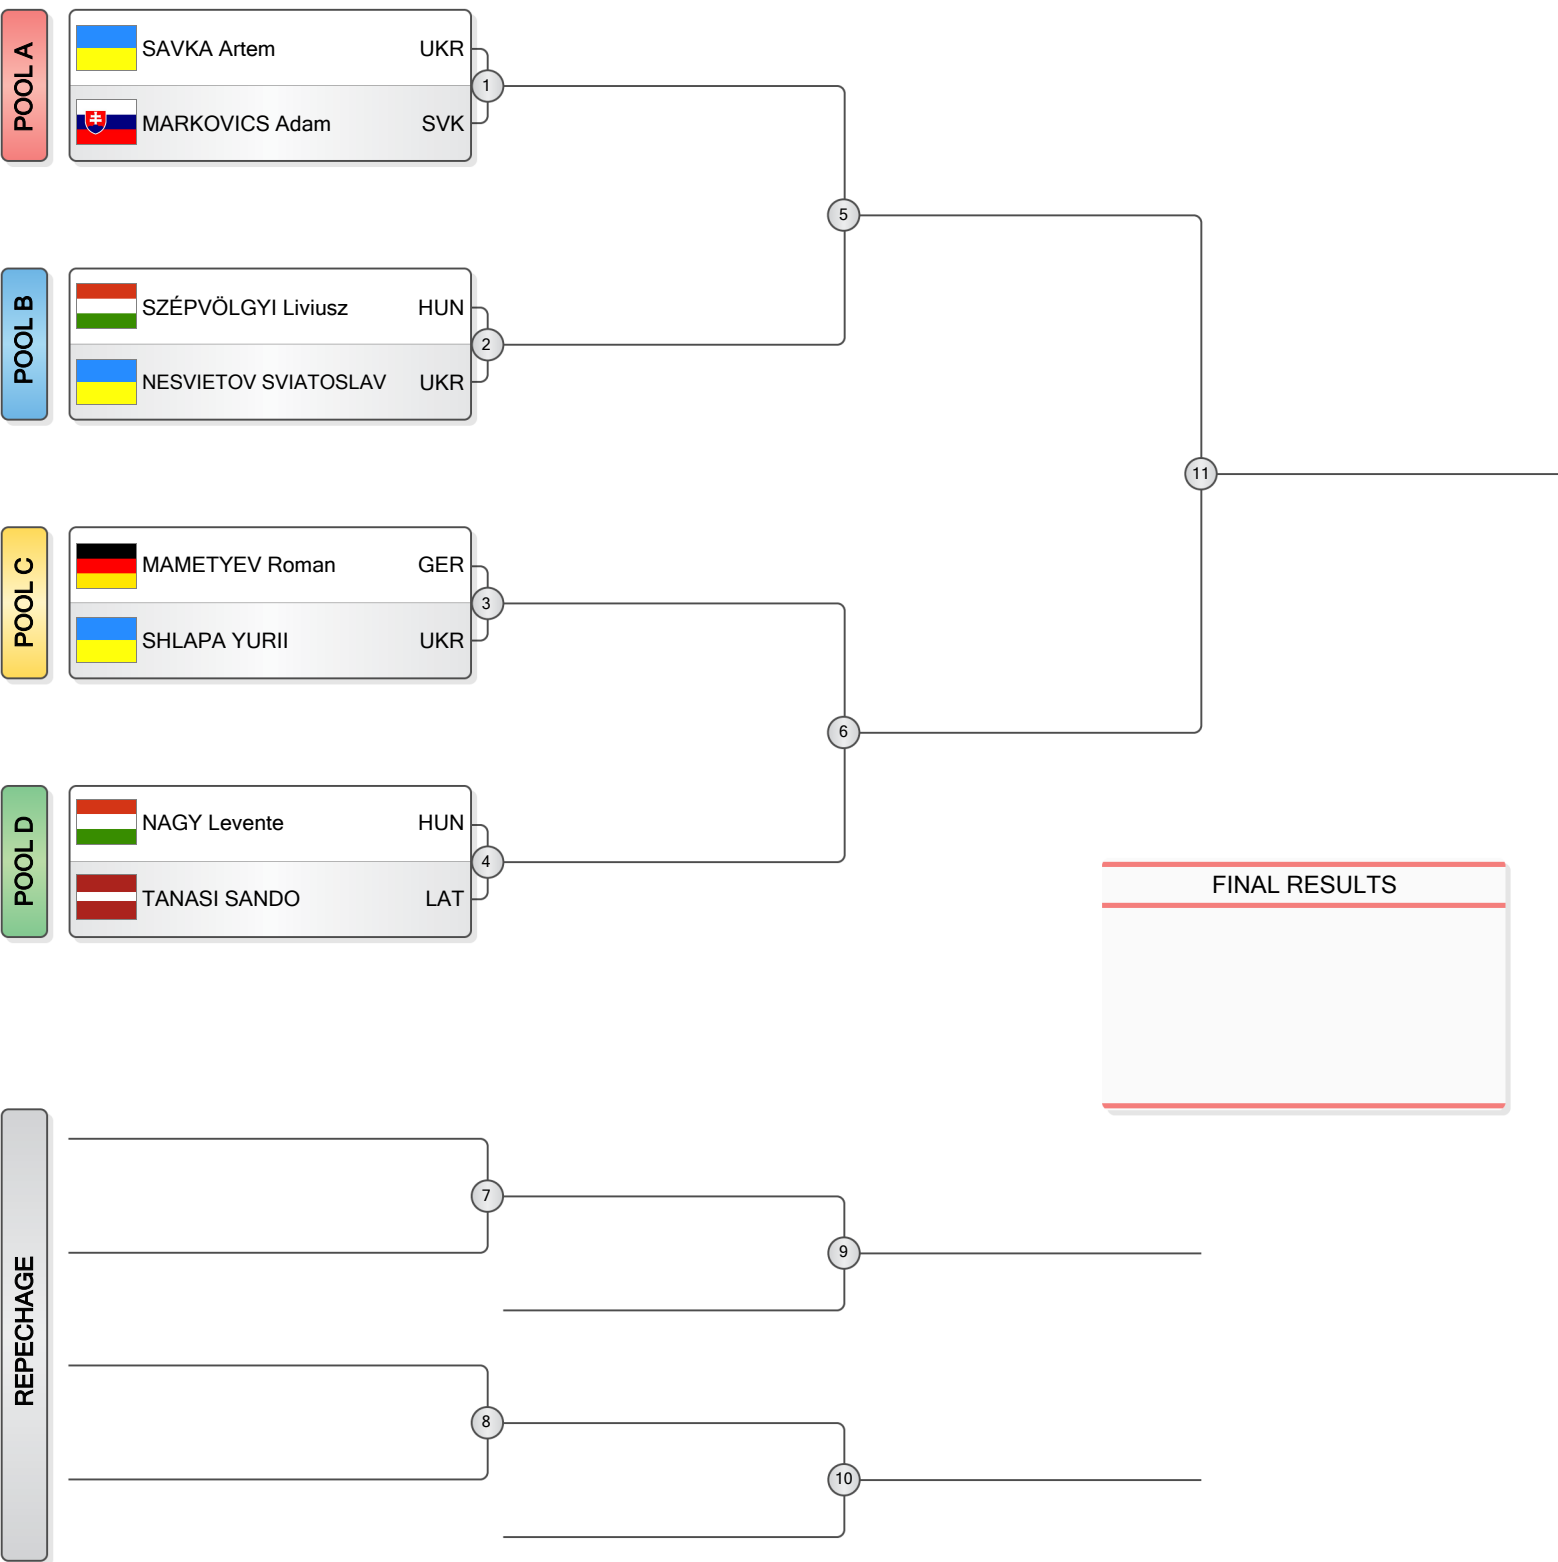 POOL A
SAVKA Artem UKR
1
MARKOVICS Adam SVK
5
POOL B
SZÉPVÖLGYI Liviusz HUN
2
NESVIETOV SVIATOSLAV UKR
11
POOL C
MAMETYEV Roman GER
3
SHLAPA YURII UKR
6
POOL D
NAGY Levente HUN
4
TANASI SANDO LAT
FINAL RESULTS
REPECHAGE
7
9
8
10